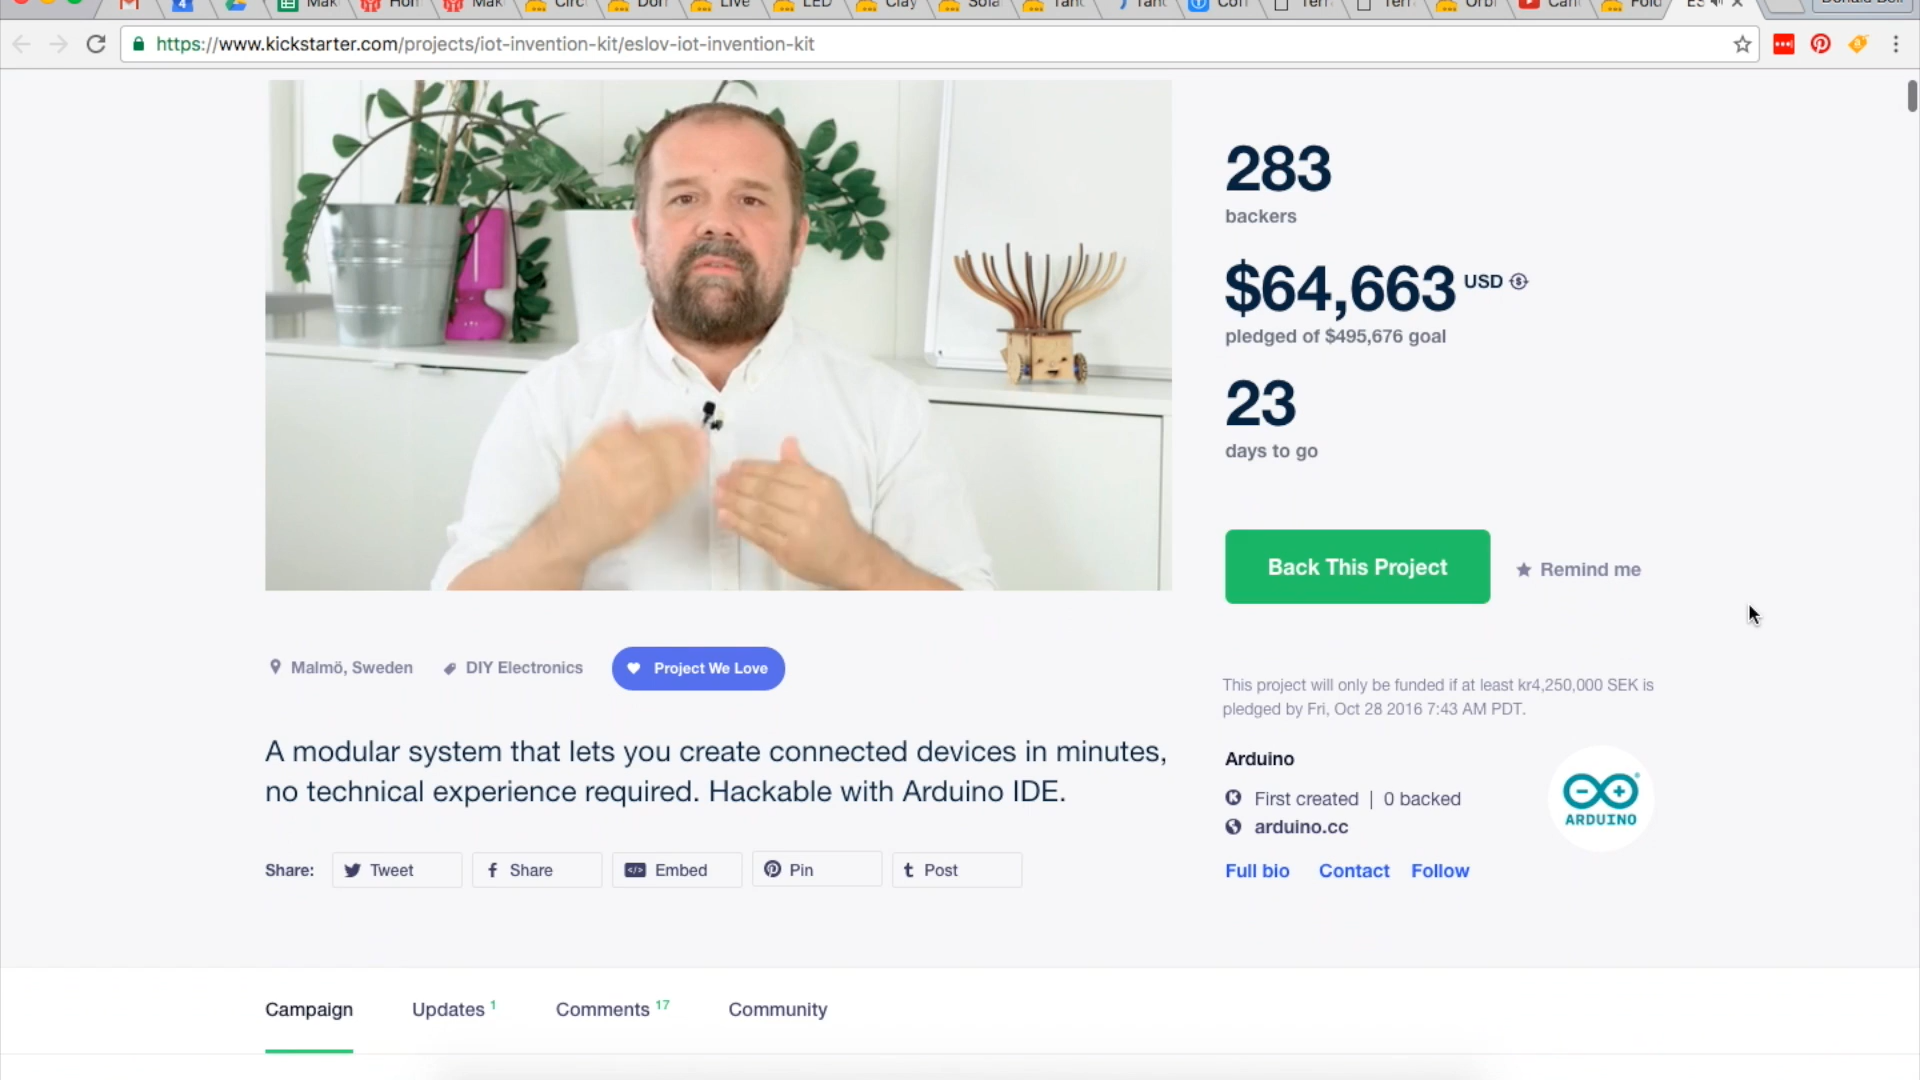 https://www.kickstarter.com/projects/iot-invention-kit/eslov-iot-invention-kit
283
backers
$64,663 USD
pledged of $495,676 goal
23
days to go
Back This Project
Remind me
Malmö, Sweden
DIY Electronics
Project We Love
This project will only be funded if at least kr4,250,000 SEK is
pledged by Fri, Oct 28 2016 7:43 AM PDT.
A modular system that lets you create connected devices in minutes,
no technical experience required. Hackable with Arduino IDE.
Arduino
First created | 0 backed
arduino.cc
ARDUINO
Full bio Contact Follow
Share: Tweet Share Embed Pin Post
Campaign Updates 1 Comments 17 Community